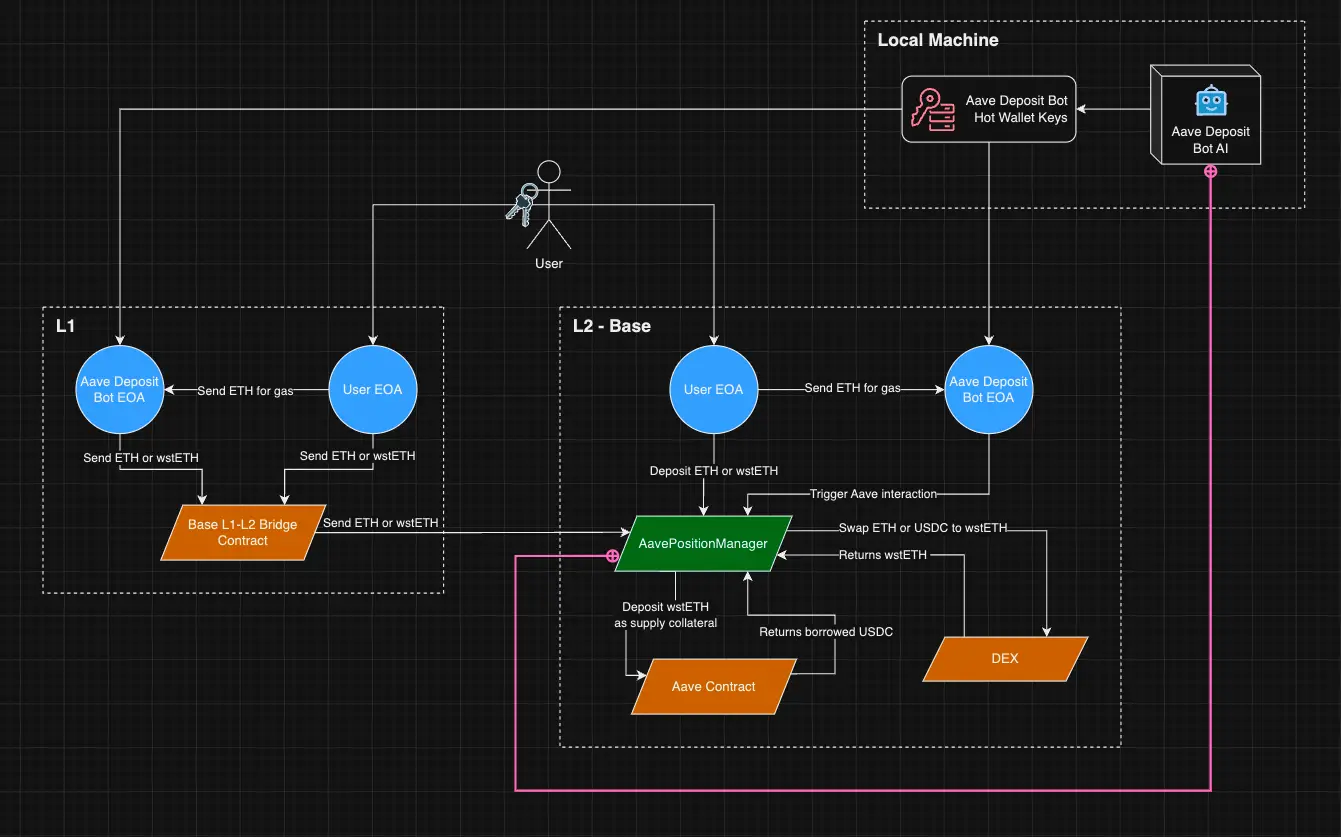 Local Machine
Aave Deposit Bot
Hot Wallet Keys
Aave Deposit
Bot AI
User
L1
L2 - Base
Aave Deposit
Bot EOA
Send ETH for gas
User EOA
User EOA
Send ETH for gas
Aave Deposit
Bot EOA
Send ETH or wstETH
Send ETH or wstETH
Deposit ETH or wstETH
Trigger Aave interaction
Base L1-L2 Bridge
Contract
Send ETH or wstETH
AavePositionManager
Swap ETH or USDC to wstETH
Returns wstETH
Deposit wstETH
as supply collateral
Returns borrowed USDC
Aave Contract
DEX